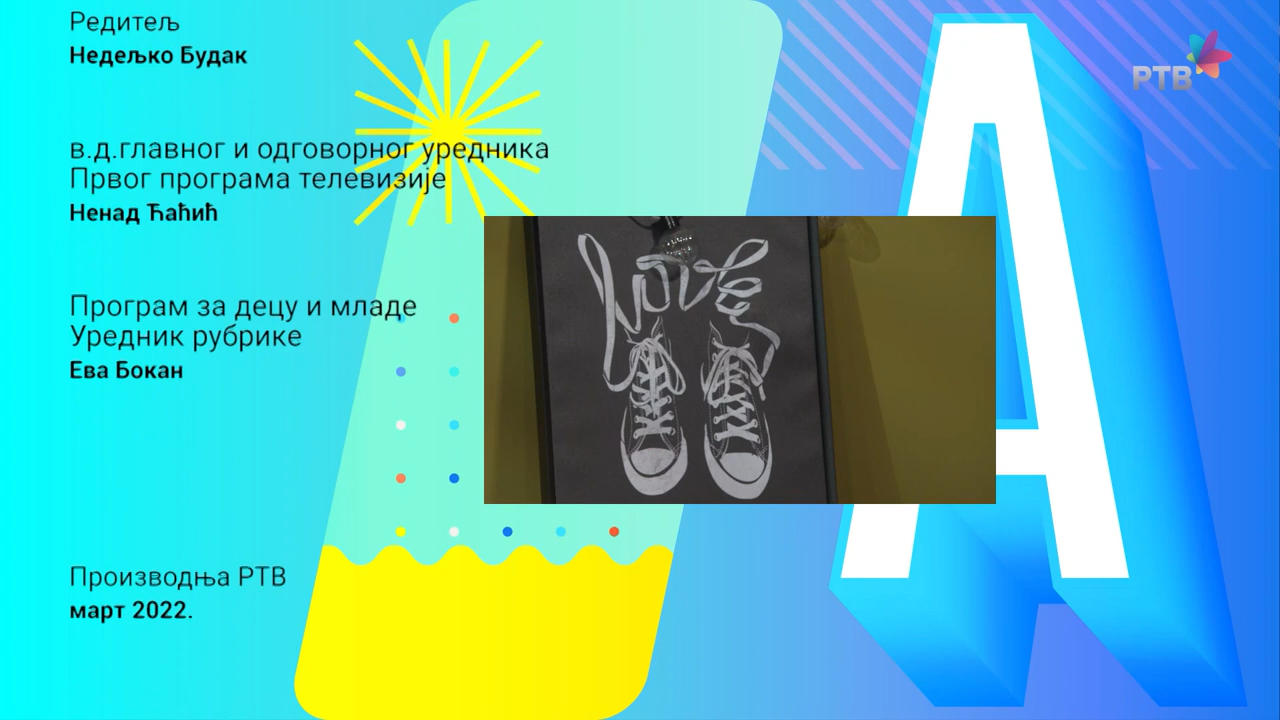 Редитељ
Недељко Будак
в.д.главног и одговорног уредника
Првог програма телевизије
Ненад Ћаћић
Програм за децу и младе
Уредник рубрике
Ева Бокан
Производња РТВ
март 2022.
love
A
РТВ